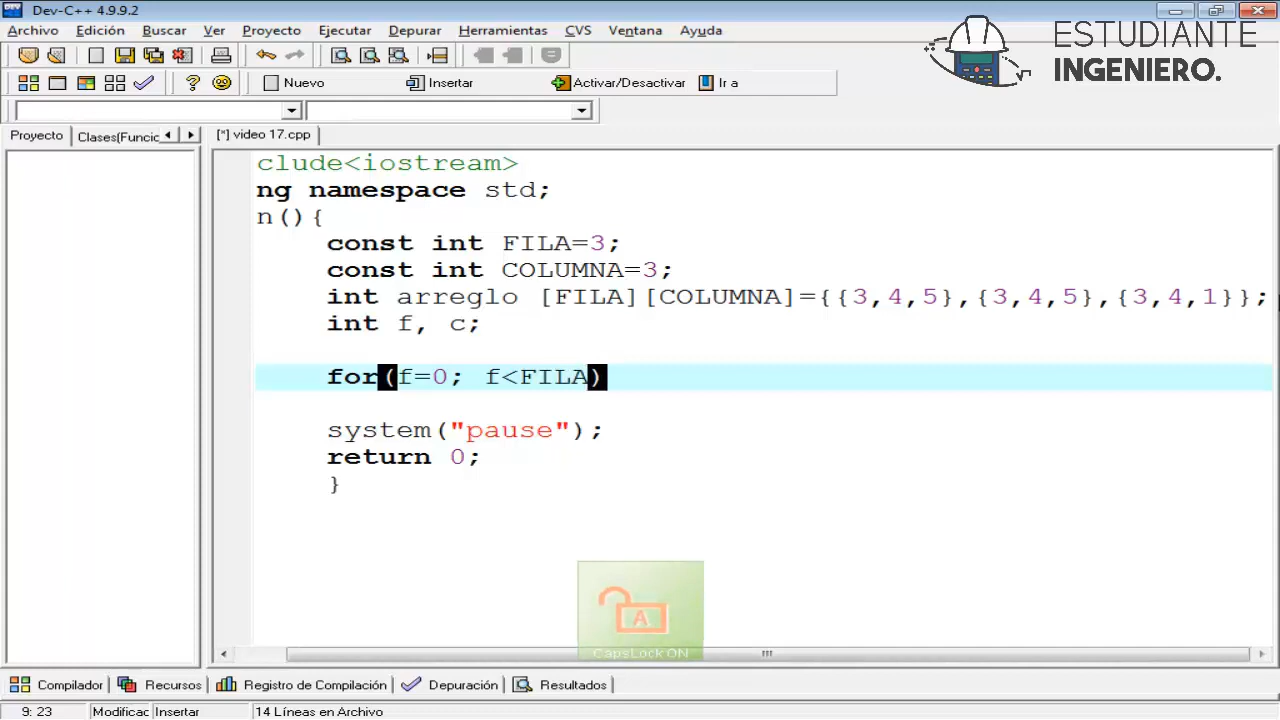 Dev-C++ 4.9.9.2
Archivo Edición Buscar Ver Proyecto Ejecutar Depurar Herramientas CVS Ventana Ayuda
ESTUDIANTE
INGENIERO.
Nuevo Insertar Activar/Desactivar Ir a
Proyecto Clases(Funcic [*] video 17.cpp
clude<iostream>
ng namespace std;
n(){
const int FILA=3;
const int COLUMNA=3;
int arreglo [FILA][COLUMNA]={{3,4,5},{3,4,5},{3,4,1}};
int f, c;
for(f=0; f<FILA)
system("pause");
return 0;
}
A
CapsLock ON
Compilador Recursos Registro de Compilación Depuración Resultados
9: 23 Modificac Insertar 14 Líneas en Archivo